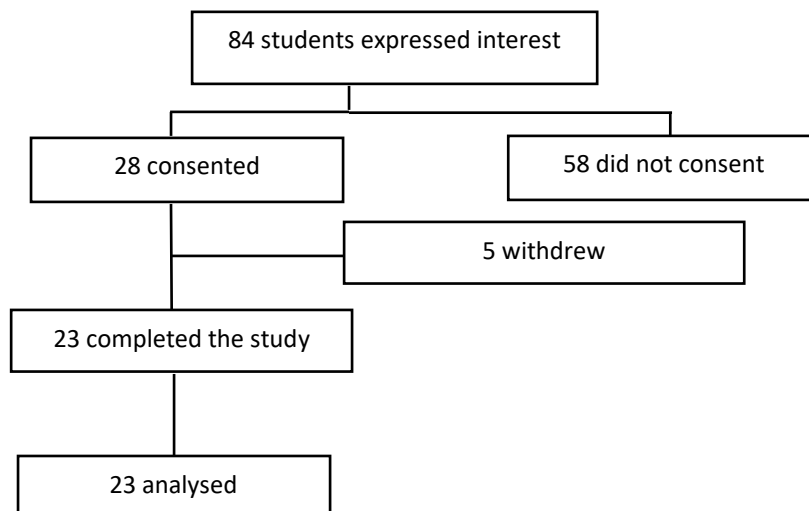 84 students expressed interest
28 consented
58 did not consent
5 withdrew
23 completed the study
23 analysed